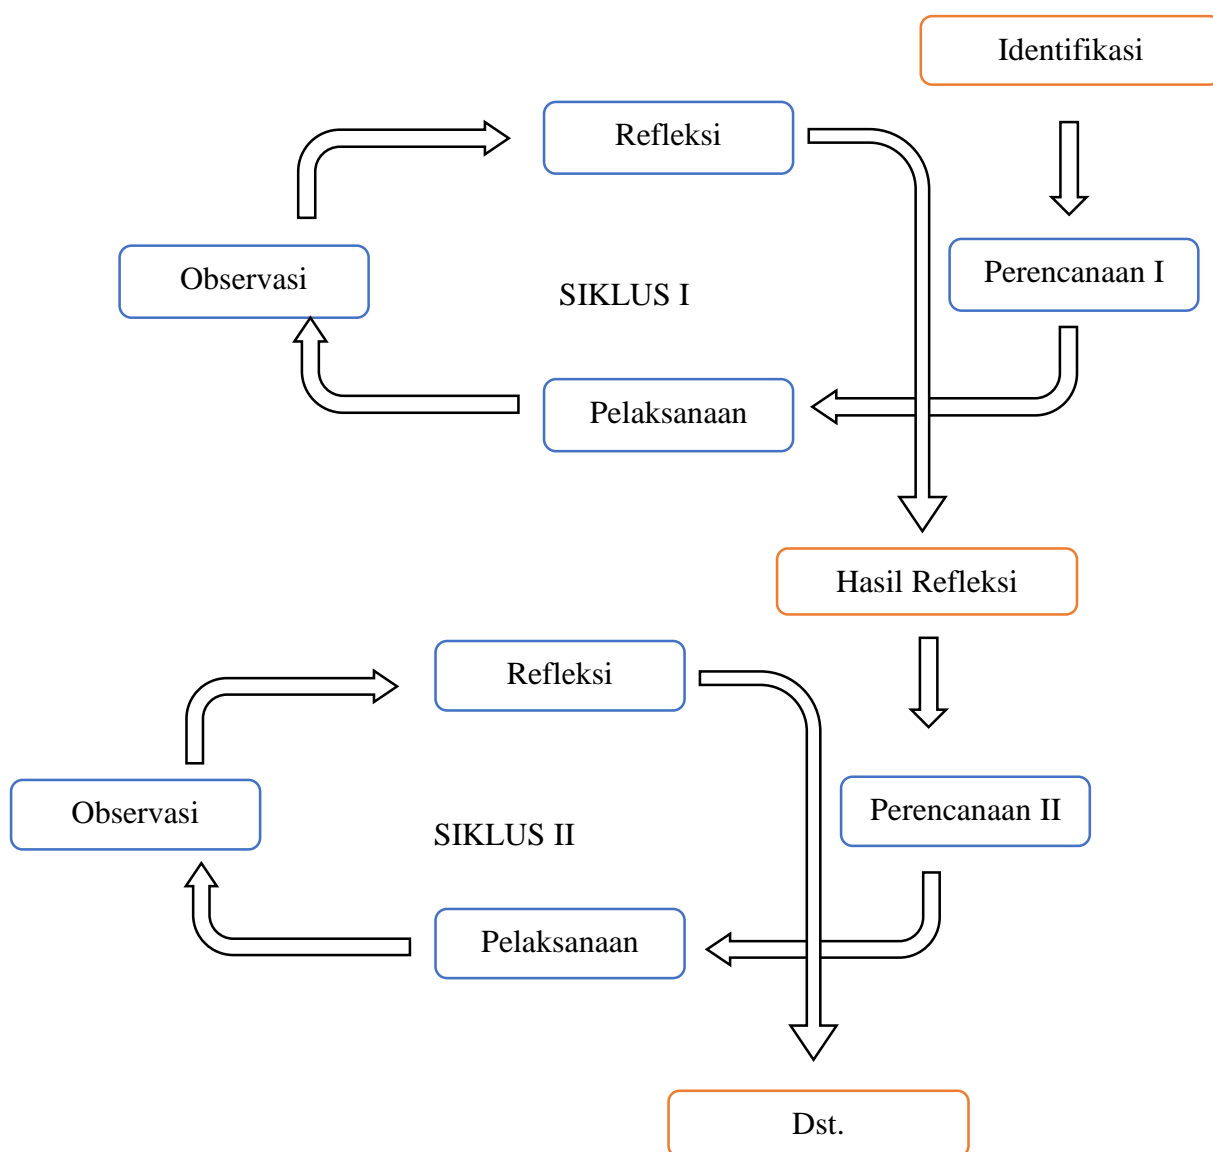 Identifikasi
Refleksi
Observasi
SIKLUS I
Perencanaan I
Pelaksanaan
Hasil Refleksi
Refleksi
Observasi
SIKLUS II
Perencanaan II
Pelaksanaan
Dst.